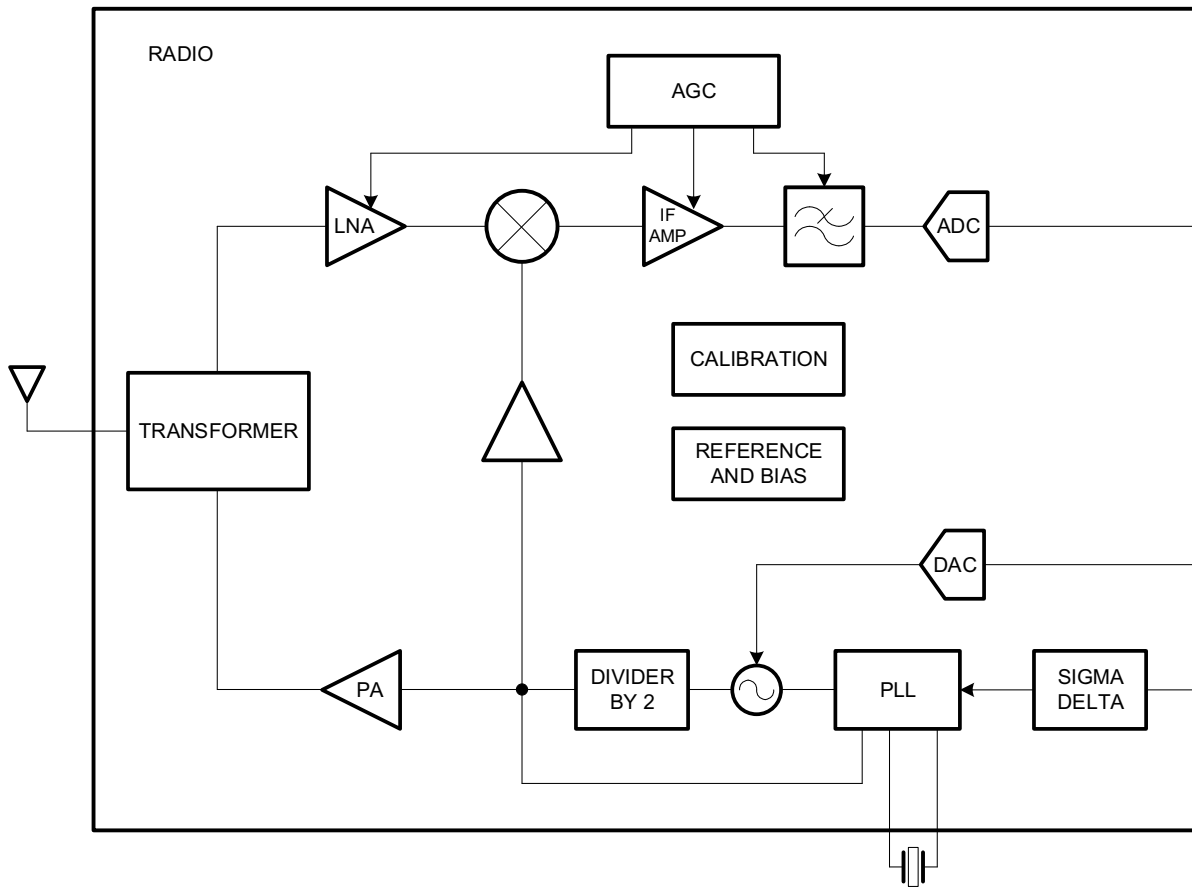 RADIO
AGC
LNA
IF
AMP
ADC
CALIBRATION
TRANSFORMER
REFERENCE
AND BIAS
DAC
PA
DIVIDER
BY 2
PLL
SIGMA
DELTA